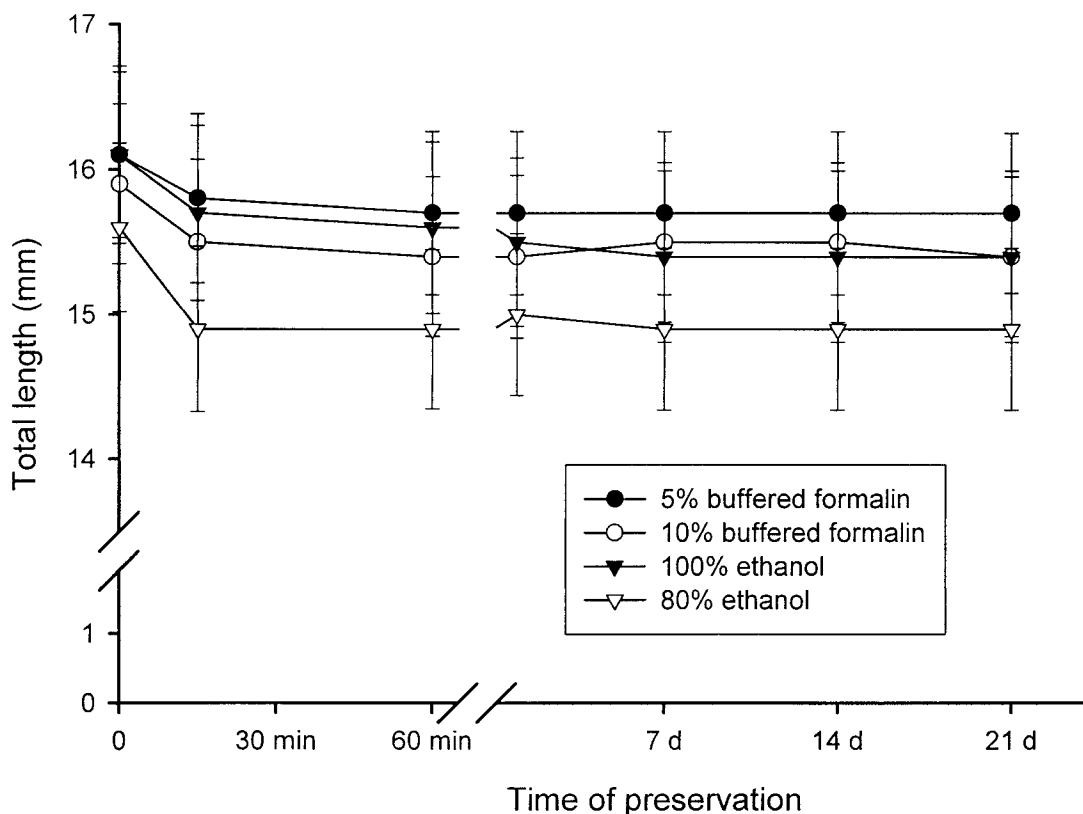 17
16
15
14
1
0
Total length (mm)
5% buffered formalin
10% buffered formalin
100% ethanol
80% ethanol
0
30 min
60 min
7 d
14 d
21 d
Time of preservation